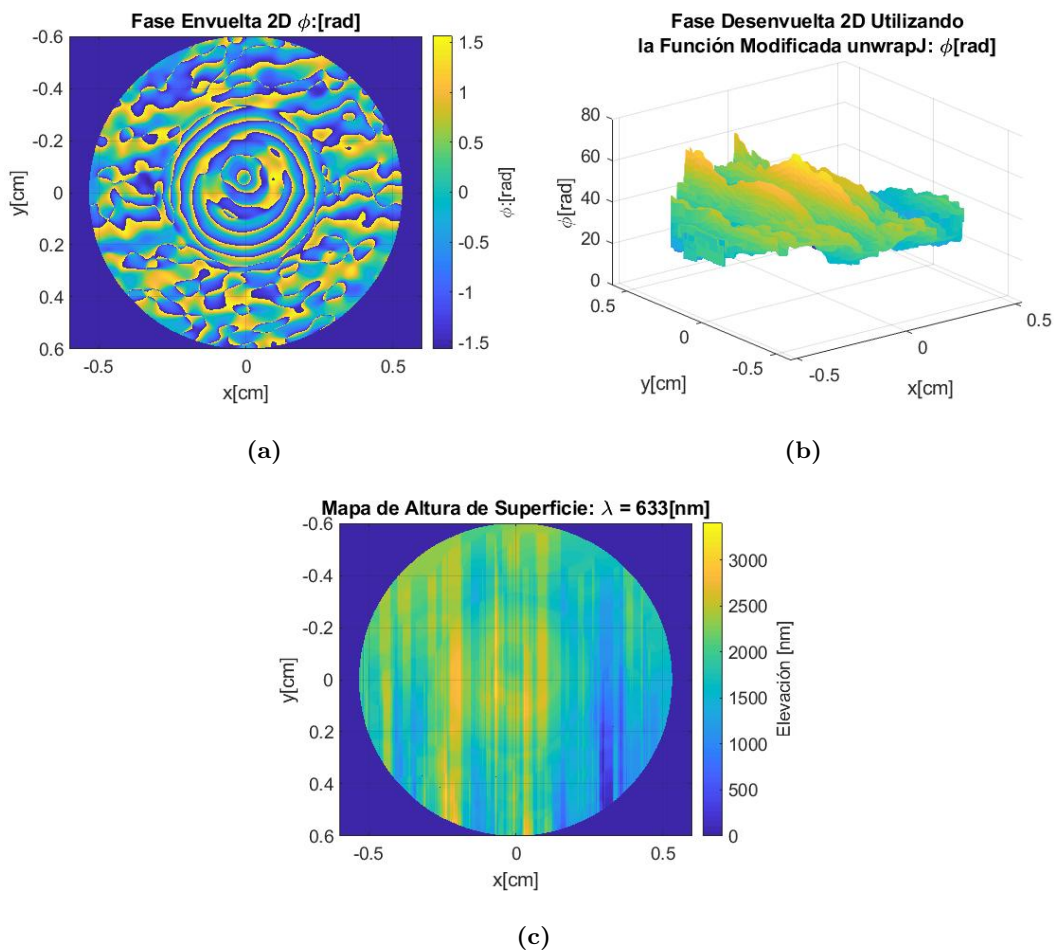 Fase Envuelta 2D ϕ:[rad]
-0.6
-0.4
-0.2
0
0.2
0.4
0.6
y[cm]
-0.5
0
0.5
x[cm]
1.5
1
0.5
0
-0.5
-1
-1.5
ϕ:[rad]
(a)
Fase Desenvuelta 2D Utilizando
la Función Modificada unwrapJ: ϕ[rad]
80
60
40
20
0
ϕ[rad]
0.5
0
-0.5
y[cm]
-0.5
0
0.5
x[cm]
(b)
Mapa de Altura de Superficie: λ = 633[nm]
-0.6
-0.4
-0.2
0
0.2
0.4
0.6
y[cm]
-0.5
0
0.5
x[cm]
3000
2500
2000
1500
1000
500
0
Elevación [nm]
(c)